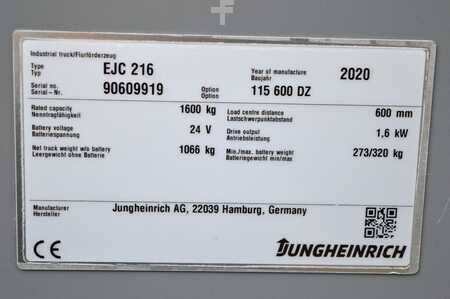 Industrial truck/Flurförderzeug
Type
Typ
EJC 216
Year of manufacture
Baujahr
2020
Serial no.
Serial-Nr.
90609919
Option
Option
115 600 DZ
Rated capacity
Nenntragfähigkeit
1600 kg
Load centre distance
Lastschwerpunktabstand
600 mm
Battery voltage
Batteriespannung
24 V
Drive output
Antriebsleistung
1,6 kW
Net truck weight w/o battery
Leergewicht ohne Batterie
1066 kg
Min./max. battery weight
Batteriegewicht min/max
273/320 kg
Manufacturer
Hersteller
Jungheinrich AG, 22039 Hamburg, Germany
CE
JUNGHEINRICH